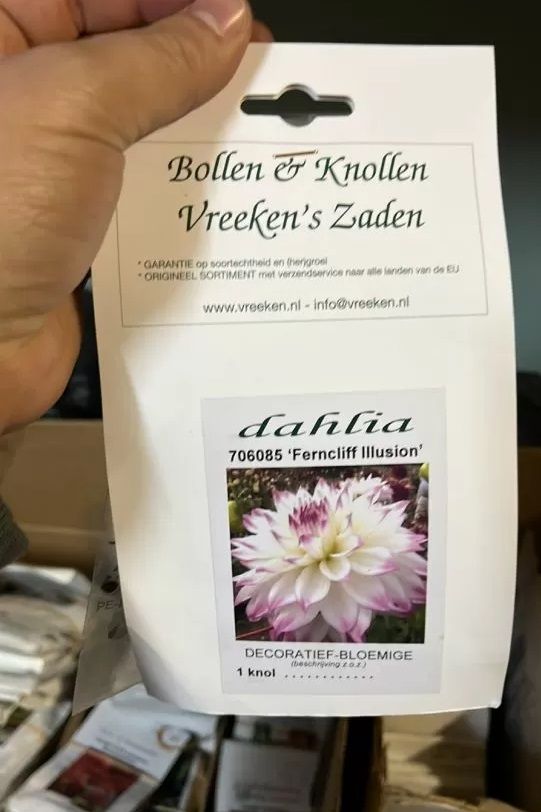 Bollen & Knollen
Vreeken's Zaden
* GARANTIE op soortechtheid en (her)groei
* ORIGINEEL SORTIMENT met verzendservice naar alle landen van de EU
www.vreeken.nl - info@vreeken.nl
dahlia
706085 'Ferncliff Illusion'
DECORATIEF-BLOEMIGE
(beschrijving z.o.z.)
1 knol ............
PE-